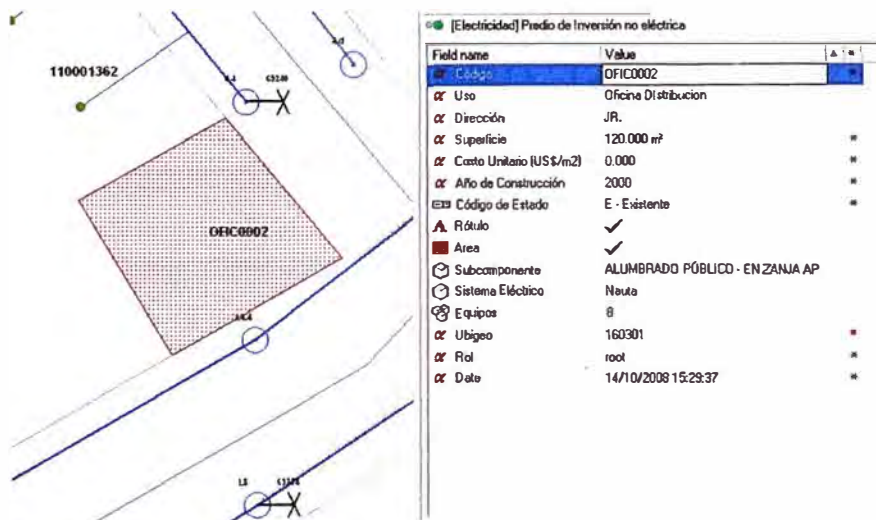 110001362
OFIC0002
[Electricidad] Predio de Inversión no eléctrica
Field name Value
Código OFIC0002
Uso Oficina Distribucion
Dirección JR.
Superficie 120.000 m²
Costo Unitario (US$/m2) 0.000
Año de Construcción 2000
Código de Estado E - Existente
Rótulo
Area
Subcomponente ALUMBRADO PÚBLICO - EN ZANJA AP
Sistema Eléctrico Nauta
Equipos 8
Ubigeo 160301
Rol root
Date 14/10/2008 15:29:37